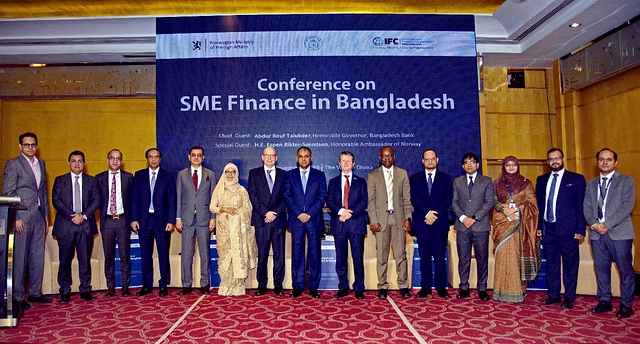 Norwegian Ministry
of Foreign Affairs
IFC
Conference on
SME Finance in Bangladesh
Chief Guest: Abdur Rouf Talukder, Honorable Governor, Bangladesh Bank
Special Guest: H.E. Espen Rikter-Svendsen, Honorable Ambassador of Norway
Dhaka